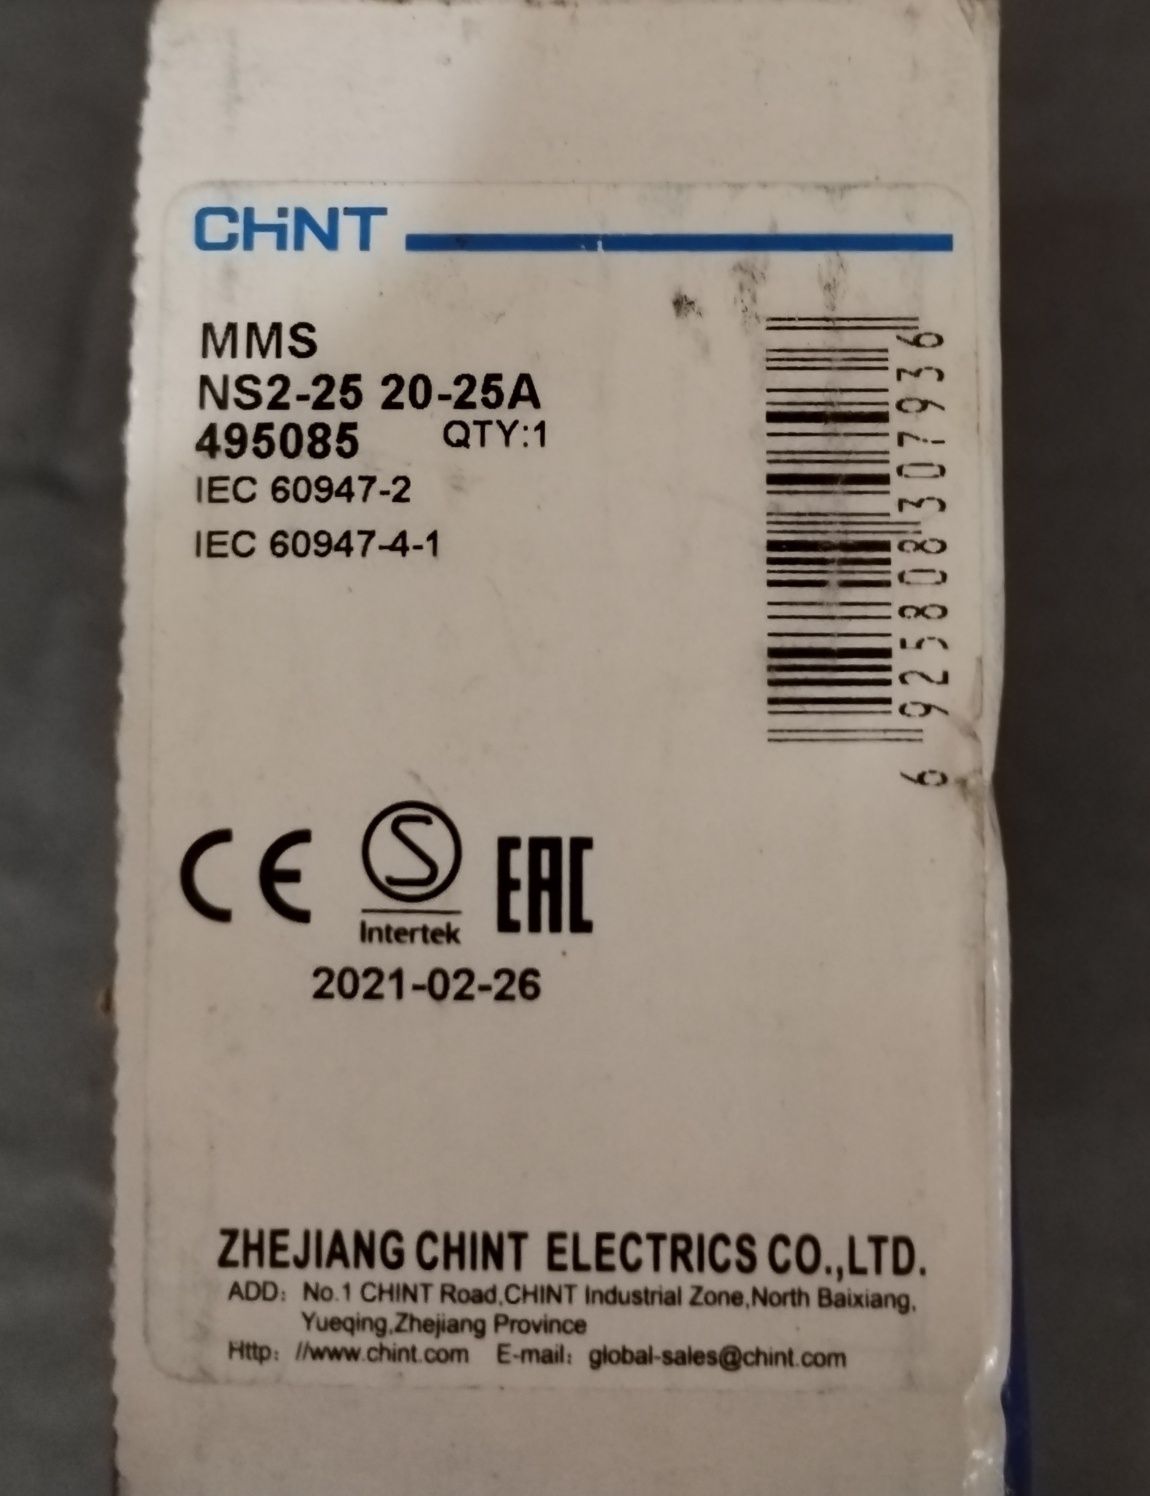 CHiNT
MMS
NS2-25 20-25A
495085 QTY:1
IEC 60947-2
IEC 60947-4-1
6 925808 307936
CE
S
Intertek
EAC
2021-02-26
ZHEJIANG CHINT ELECTRICS CO.,LTD.
ADD: No.1 CHINT Road,CHINT Industrial Zone,North Baixiang,
Yueqing,Zhejiang Province
Http: //www.chint.com E-mail: global-sales@chint.com